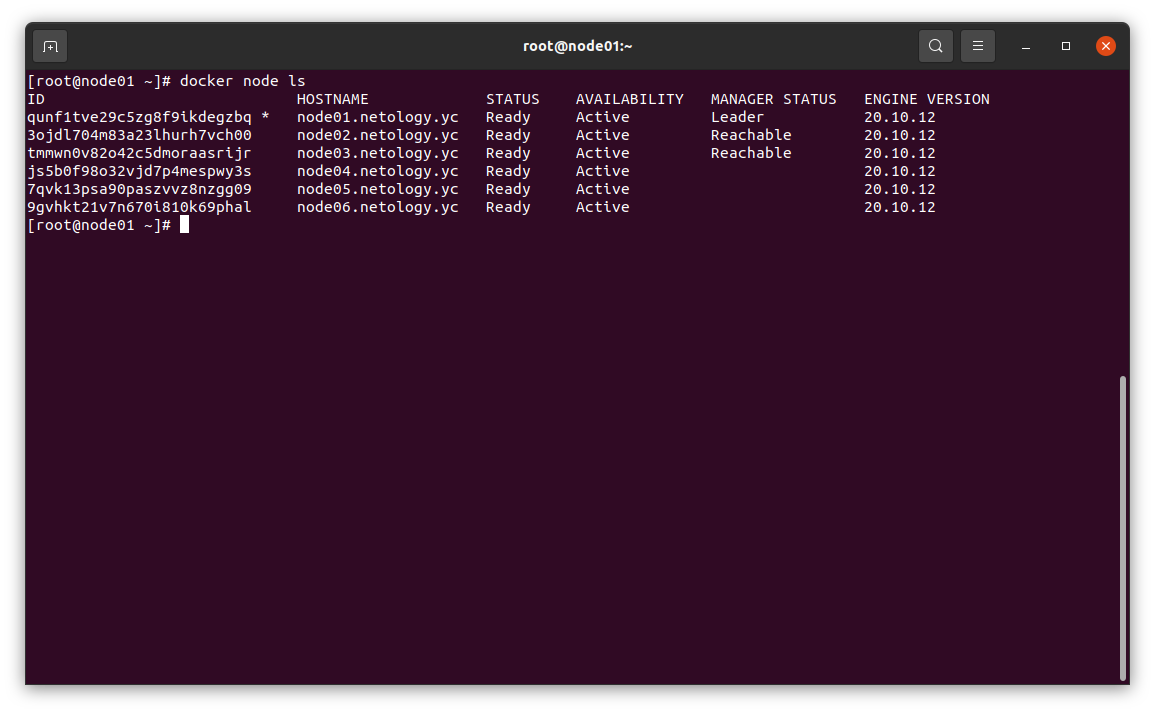 root@node01:~
[root@node01 ~]# docker node ls
ID                            HOSTNAME             STATUS    AVAILABILITY   MANAGER STATUS   ENGINE VERSION
qunf1tve29c5zg8f9ikdegzbq *   node01.netology.yc   Ready     Active         Leader           20.10.12
3ojdl704m83a23lhurh7vch00     node02.netology.yc   Ready     Active         Reachable        20.10.12
tmmwn0v82o42c5dmoraasrijr     node03.netology.yc   Ready     Active         Reachable        20.10.12
js5b0f98o32vjd7p4mespwy3s     node04.netology.yc   Ready     Active                          20.10.12
7qvk13psa90paszvvz8nzgg09     node05.netology.yc   Ready     Active                          20.10.12
9gvhkt21v7n670i810k69phal     node06.netology.yc   Ready     Active                          20.10.12
[root@node01 ~]#